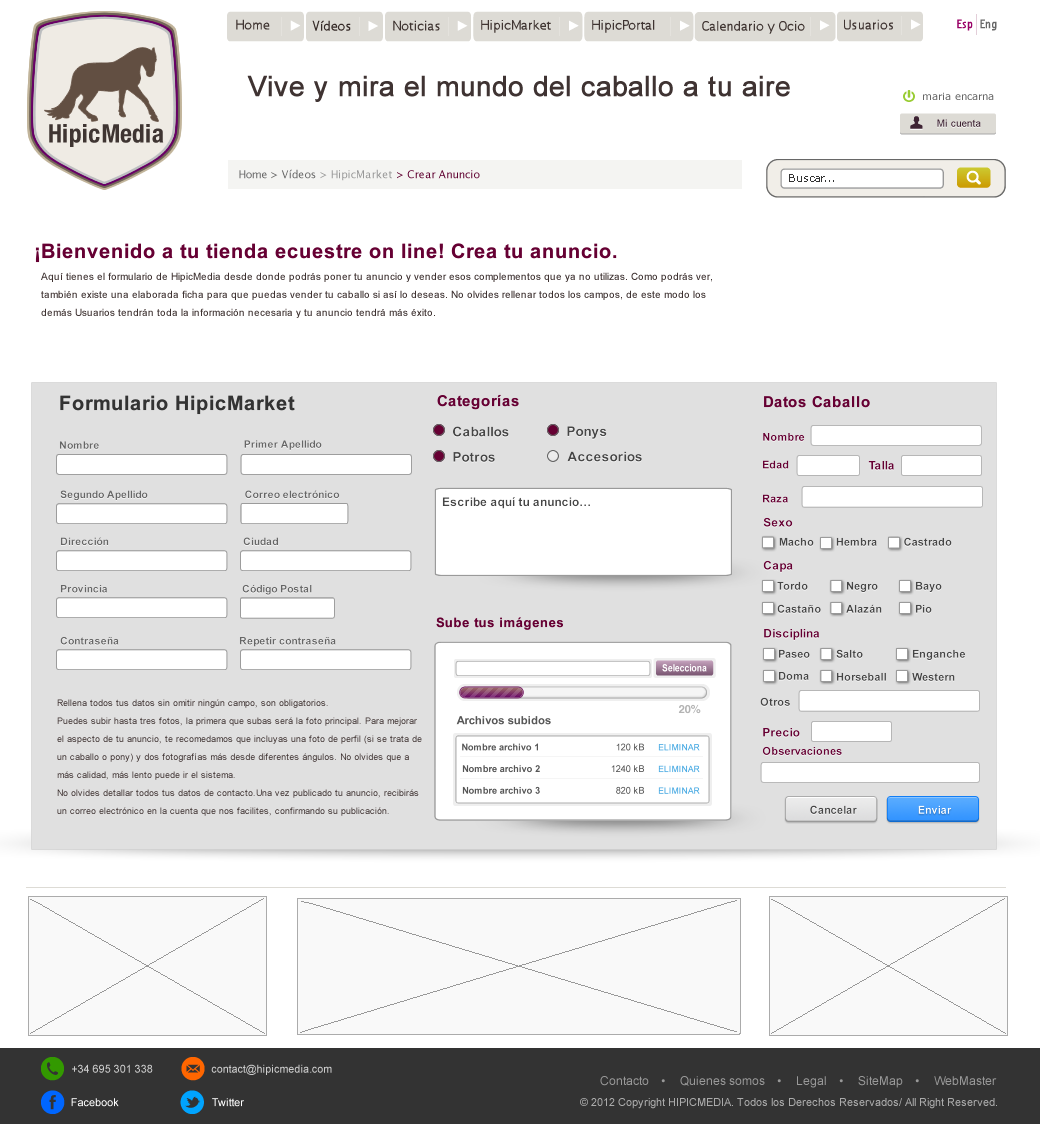 Home
Vídeos
Noticias
HipicMarket
HipicPortal
Calendario y Ocio
Usuarios
Esp Eng
HipicMedia
Vive y mira el mundo del caballo a tu aire
maria encarna
Mi cuenta
Home > Vídeos > HipicMarket > Crear Anuncio
Buscar...
¡Bienvenido a tu tienda ecuestre on line! Crea tu anuncio.
Aquí tienes el formulario de HipicMedia desde donde podrás poner tu anuncio y vender esos complementos que ya no utilizas. Como podrás ver,
también existe una elaborada ficha para que puedas vender tu caballo si así lo deseas. No olvides rellenar todos los campos, de este modo los
demás Usuarios tendrán toda la información necesaria y tu anuncio tendrá más éxito.
Formulario HipicMarket
Nombre
Primer Apellido
Segundo Apellido
Correo electrónico
Dirección
Ciudad
Provincia
Código Postal
Contraseña
Repetir contraseña
Rellena todos tus datos sin omitir ningún campo, son obligatorios.
Puedes subir hasta tres fotos, la primera que subas será la foto principal. Para mejorar
el aspecto de tu anuncio, te recomedamos que incluyas una foto de perfil (si se trata de
un caballo o pony) y dos fotografías más desde diferentes ángulos. No olvides que a
más calidad, más lento puede ir el sistema.
No olvides detallar todos tus datos de contacto.Una vez publicado tu anuncio, recibirás
un correo electrónico en la cuenta que nos facilites, confirmando su publicación.
Categorías
Caballos
Ponys
Potros
Accesorios
Escribe aquí tu anuncio...
Sube tus imágenes
Selecciona
20%
Archivos subidos
Nombre archivo 1 120 kB ELIMINAR
Nombre archivo 2 1240 kB ELIMINAR
Nombre archivo 3 820 kB ELIMINAR
Datos Caballo
Nombre
Edad
Talla
Raza
Sexo
Macho Hembra Castrado
Capa
Tordo Negro Bayo
Castaño Alazán Pio
Disciplina
Paseo Salto Enganche
Doma Horseball Western
Otros
Precio
Observaciones
Cancelar
Enviar
+34 695 301 338
contact@hipicmedia.com
Facebook
Twitter
Contacto • Quienes somos • Legal • SiteMap • WebMaster
© 2012 Copyright HIPICMEDIA. Todos los Derechos Reservados/ All Right Reserved.